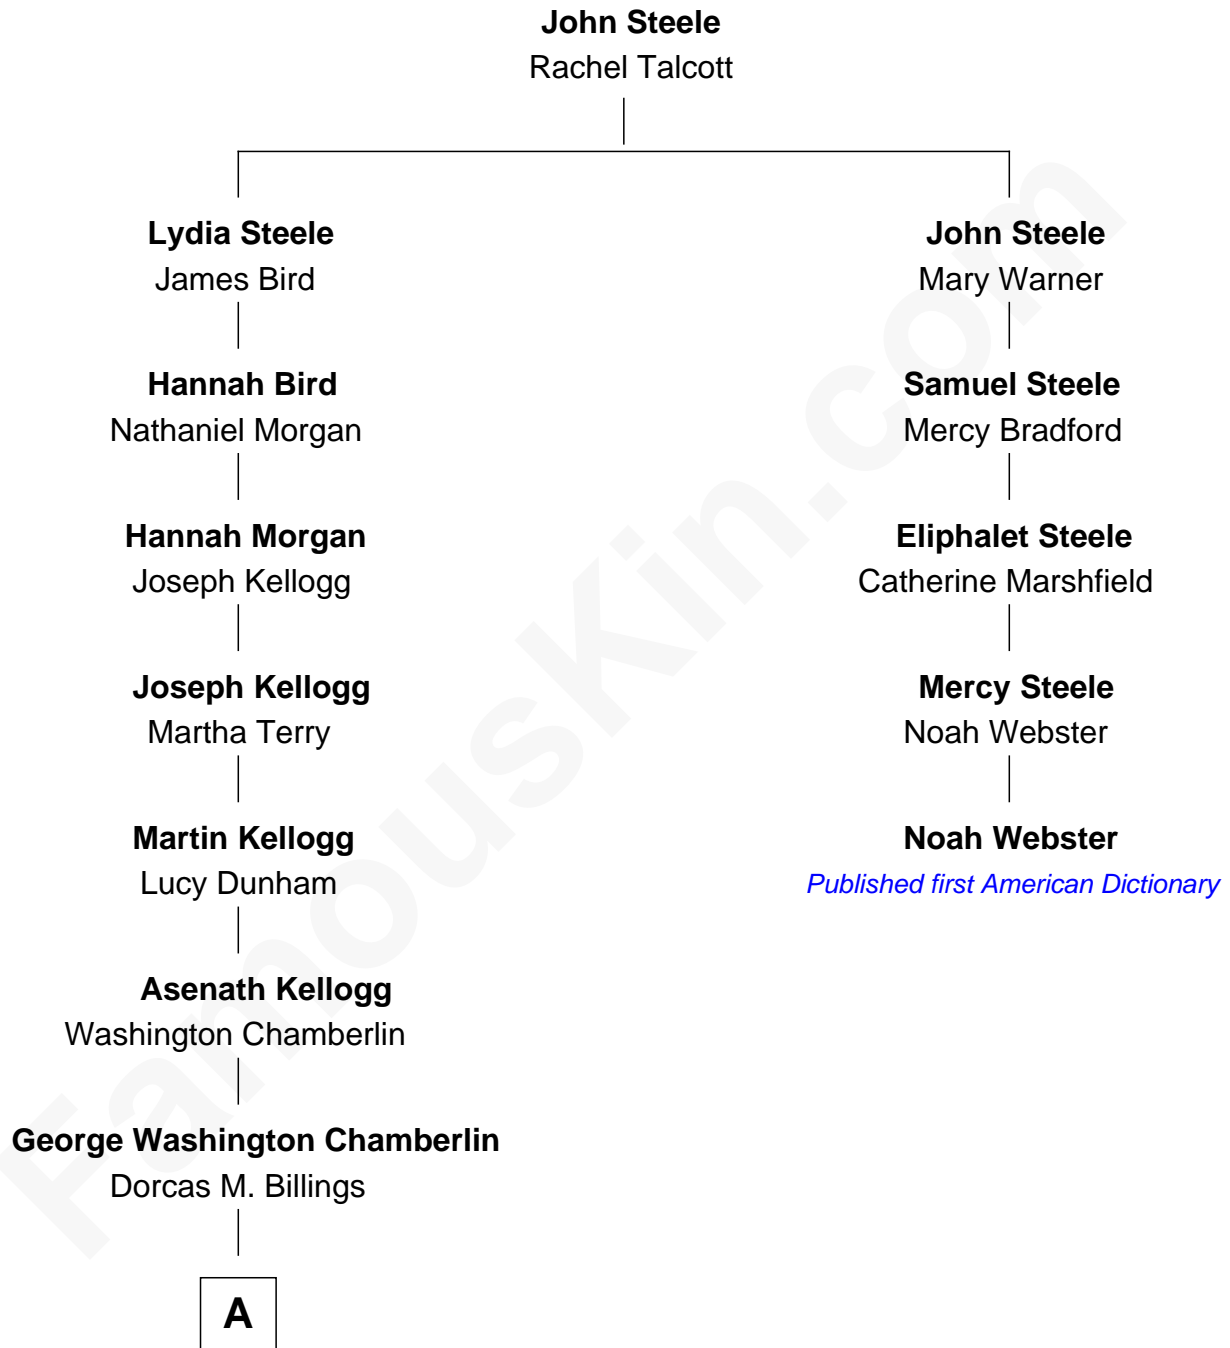 John Steele
Rachel Talcott
Lydia Steele
James Bird
John Steele
Mary Warner
Hannah Bird
Nathaniel Morgan
Samuel Steele
Mercy Bradford
Hannah Morgan
Joseph Kellogg
Eliphalet Steele
Catherine Marshfield
Joseph Kellogg
Martha Terry
Mercy Steele
Noah Webster
Martin Kellogg
Lucy Dunham
Noah Webster
Published first American Dictionary
Asenath Kellogg
Washington Chamberlin
George Washington Chamberlin
Dorcas M. Billings
A
FamousKin.com